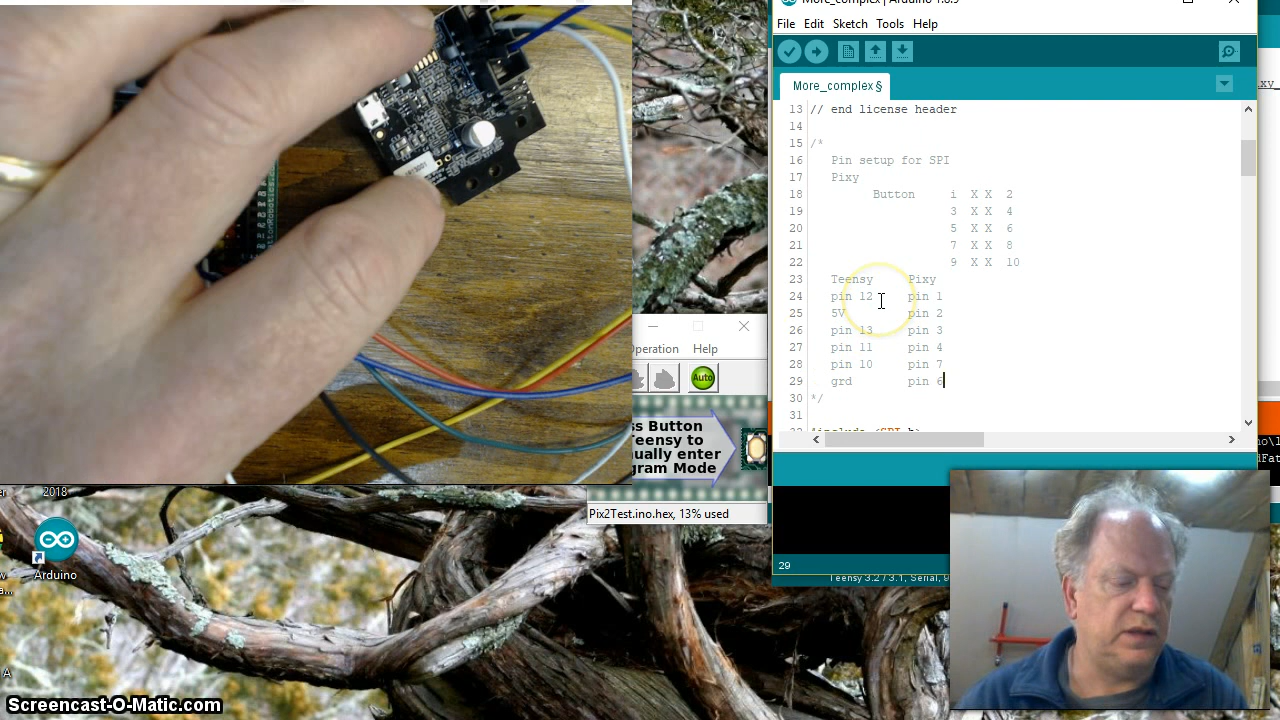 More_complex | Arduino 1.8.5
File Edit Sketch Tools Help
More_complex §
13 // end license header
14
15 /*
16 Pin setup for SPI
17 Pixy
18 Button i X X 2
19 3 X X 4
20 5 X X 6
21 7 X X 8
22 9 X X 10
23 Teensy Pixy
24 pin 12 pin 1
25 5V pin 2
26 pin 13 pin 3
27 pin 11 pin 4
28 pin 10 pin 7
29 grd pin 6
30 */
31
29
Teensy 3.2 / 3.1, Serial, 9
peration Help
Auto
ss Button
Teensy to
nually enter
gram Mode
Pix2Test.ino.hex, 13% used
2018
Arduino
A
Screencast-O-Matic.com